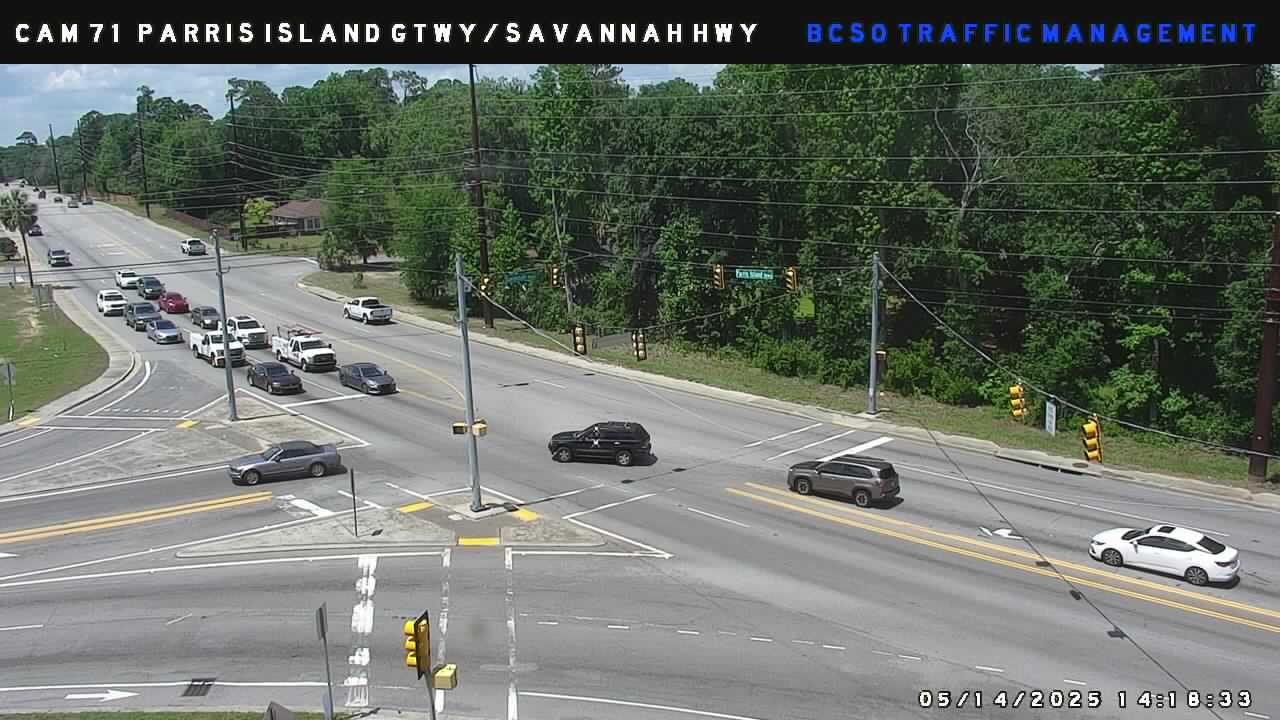 CAM 71 PARRIS ISLAND GTWY/SAVANNAH HWY
BCSO TRAFFIC MANAGEMENT
05/14/2025 14:18:33